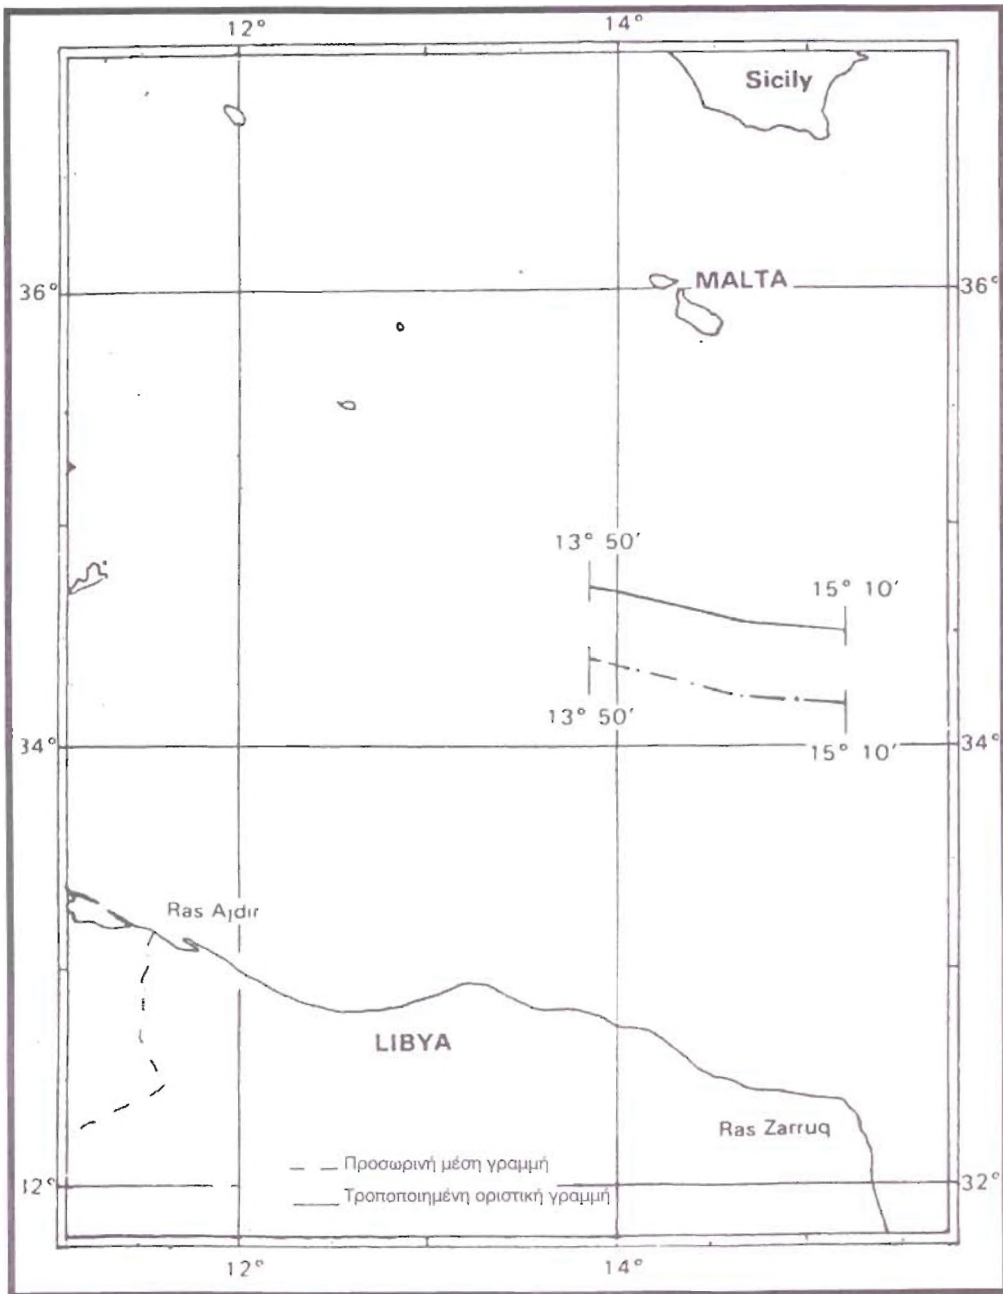 12° 14°
Sicily
36° MALTA 36°
13° 50′
15° 10′
13° 50′
34° 15° 10′ 34°
Ras Ajdir
LIBYA
Ras Zarruq
Προσωρινή μέση γραμμή
12° 32°
Τροποποιημένη οριστική γραμμή
12° 14°